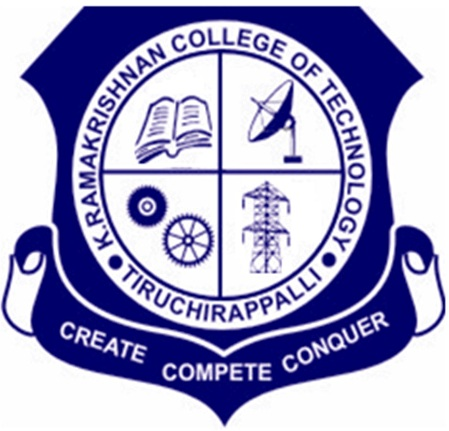 K.RAMAKRISHNAN COLLEGE OF TECHNOLOGY
TIRUCHIRAPPALLI
CREATE COMPETE CONQUER